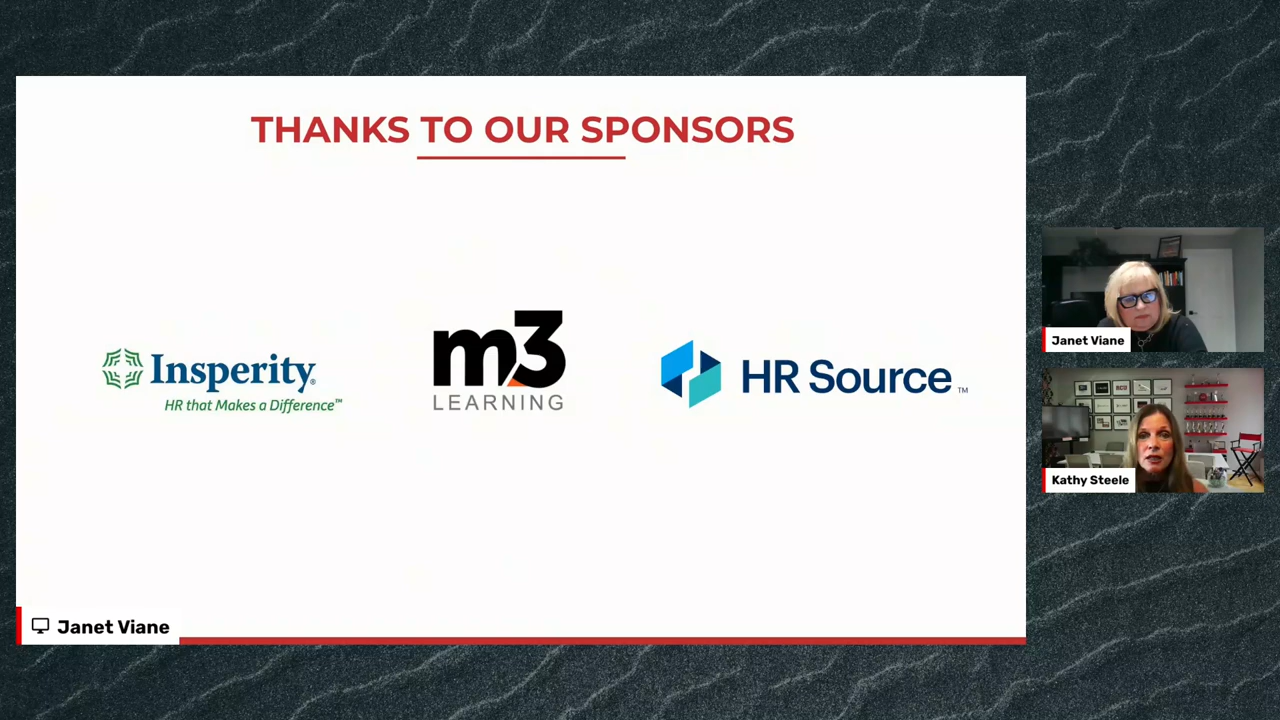 THANKS TO OUR SPONSORS
Insperity®
HR that Makes a Difference™
m3
LEARNING
HR Source™
Janet Viane
Janet Viane
Kathy Steele